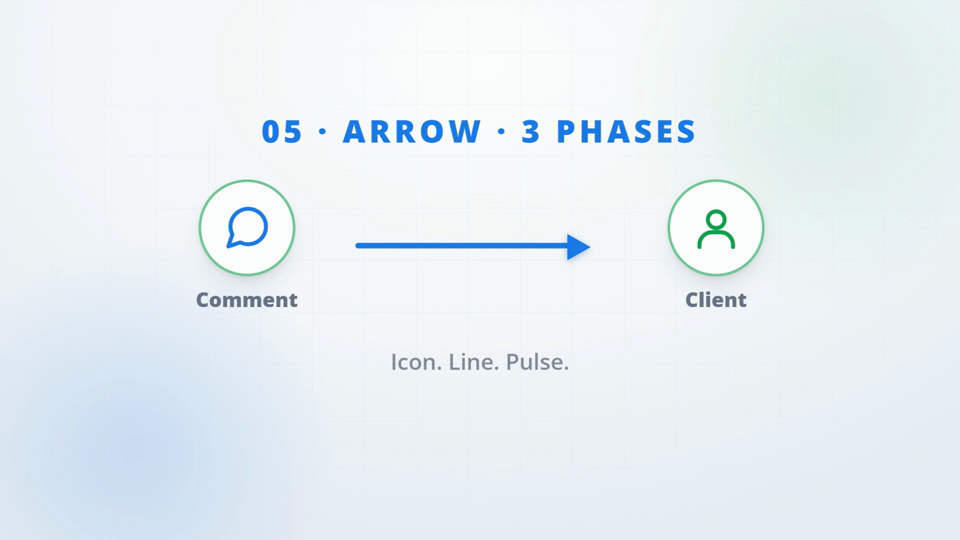 05 · ARROW · 3 PHASES
Comment
Client
Icon. Line. Pulse.